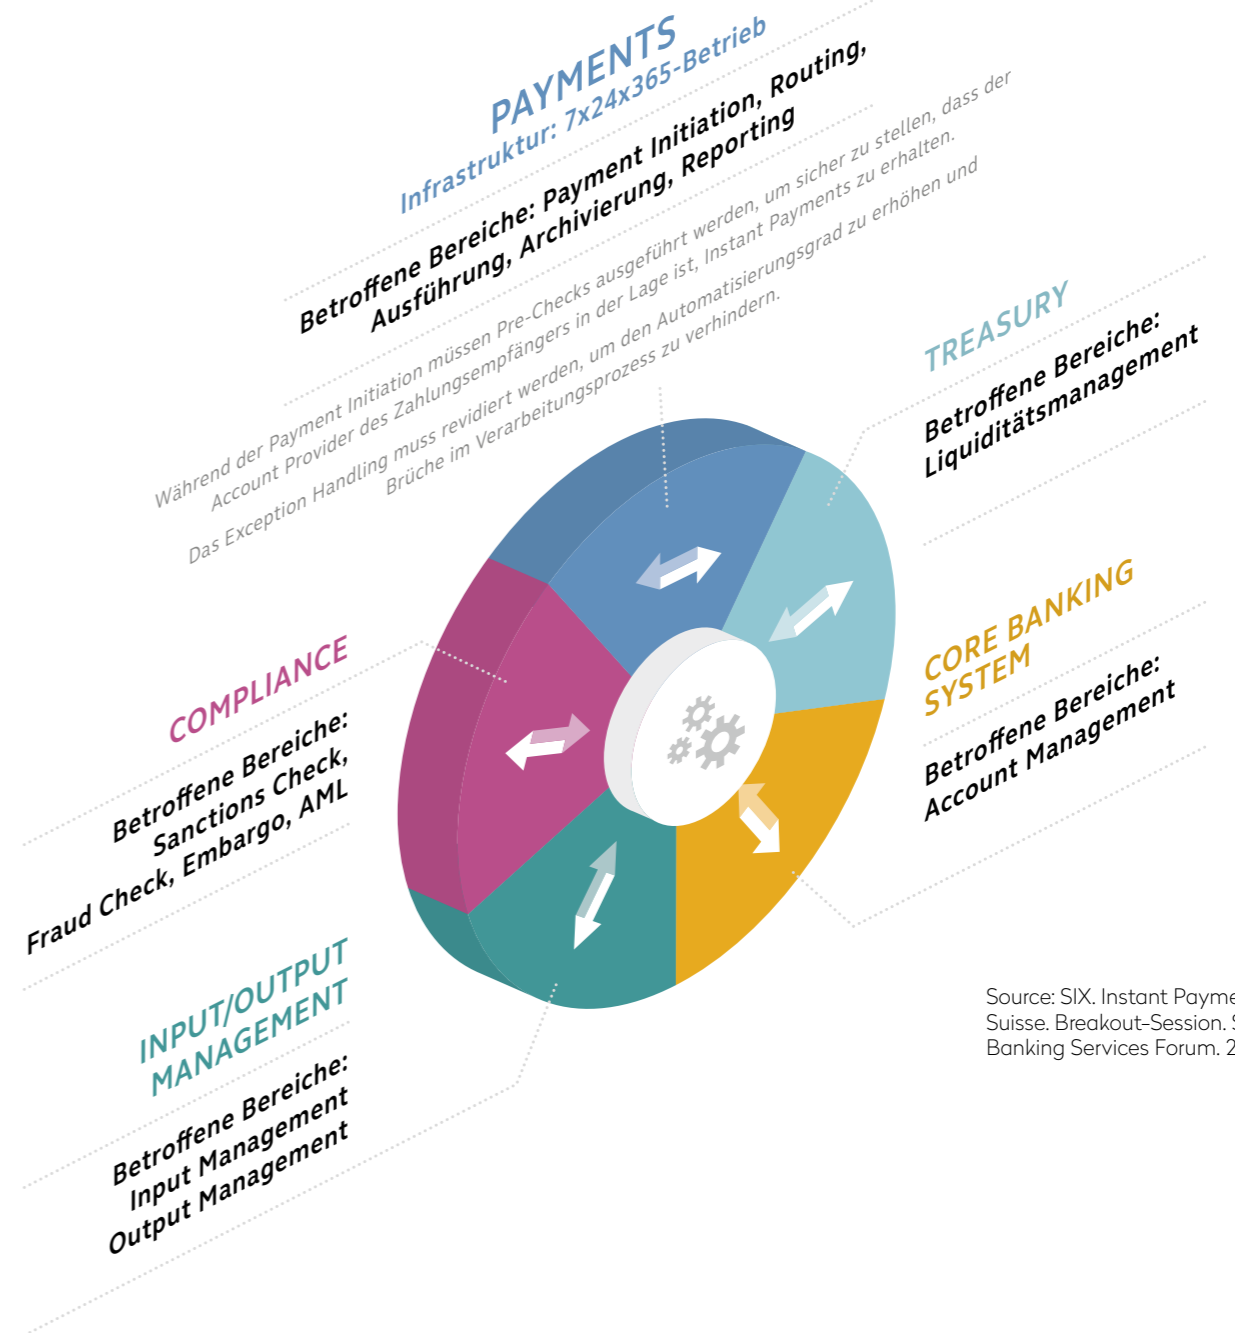 PAYMENTS
Infrastruktur: 7x24x365-Betrieb
Betroffene Bereiche: Payment Initiation, Routing,
Ausführung, Archivierung, Reporting
Während der Payment Initiation müssen Pre-Checks ausgeführt werden, um sicher zu stellen, dass der
Account Provider des Zahlungsempfängers in der Lage ist, Instant Payments zu erhalten.
Das Exception Handling muss revidiert werden, um den Automatisierungsgrad zu erhöhen und
Brüche im Verarbeitungsprozess zu verhindern.
TREASURY
Betroffene Bereiche:
Liquiditätsmanagement
CORE BANKING
SYSTEM
Betroffene Bereiche:
Account Management
COMPLIANCE
Betroffene Bereiche:
Sanctions Check,
Fraud Check, Embargo, AML
INPUT/OUTPUT
MANAGEMENT
Betroffene Bereiche:
Input Management
Output Management
Source: SIX. Instant
Suisse. Breakout-Session.
Banking Services Forum.